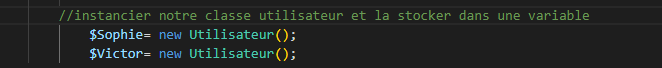 //instancier notre classe utilisateur et la stocker dans une variable
$Sophie= new Utilisateur();
$Victor= new Utilisateur();